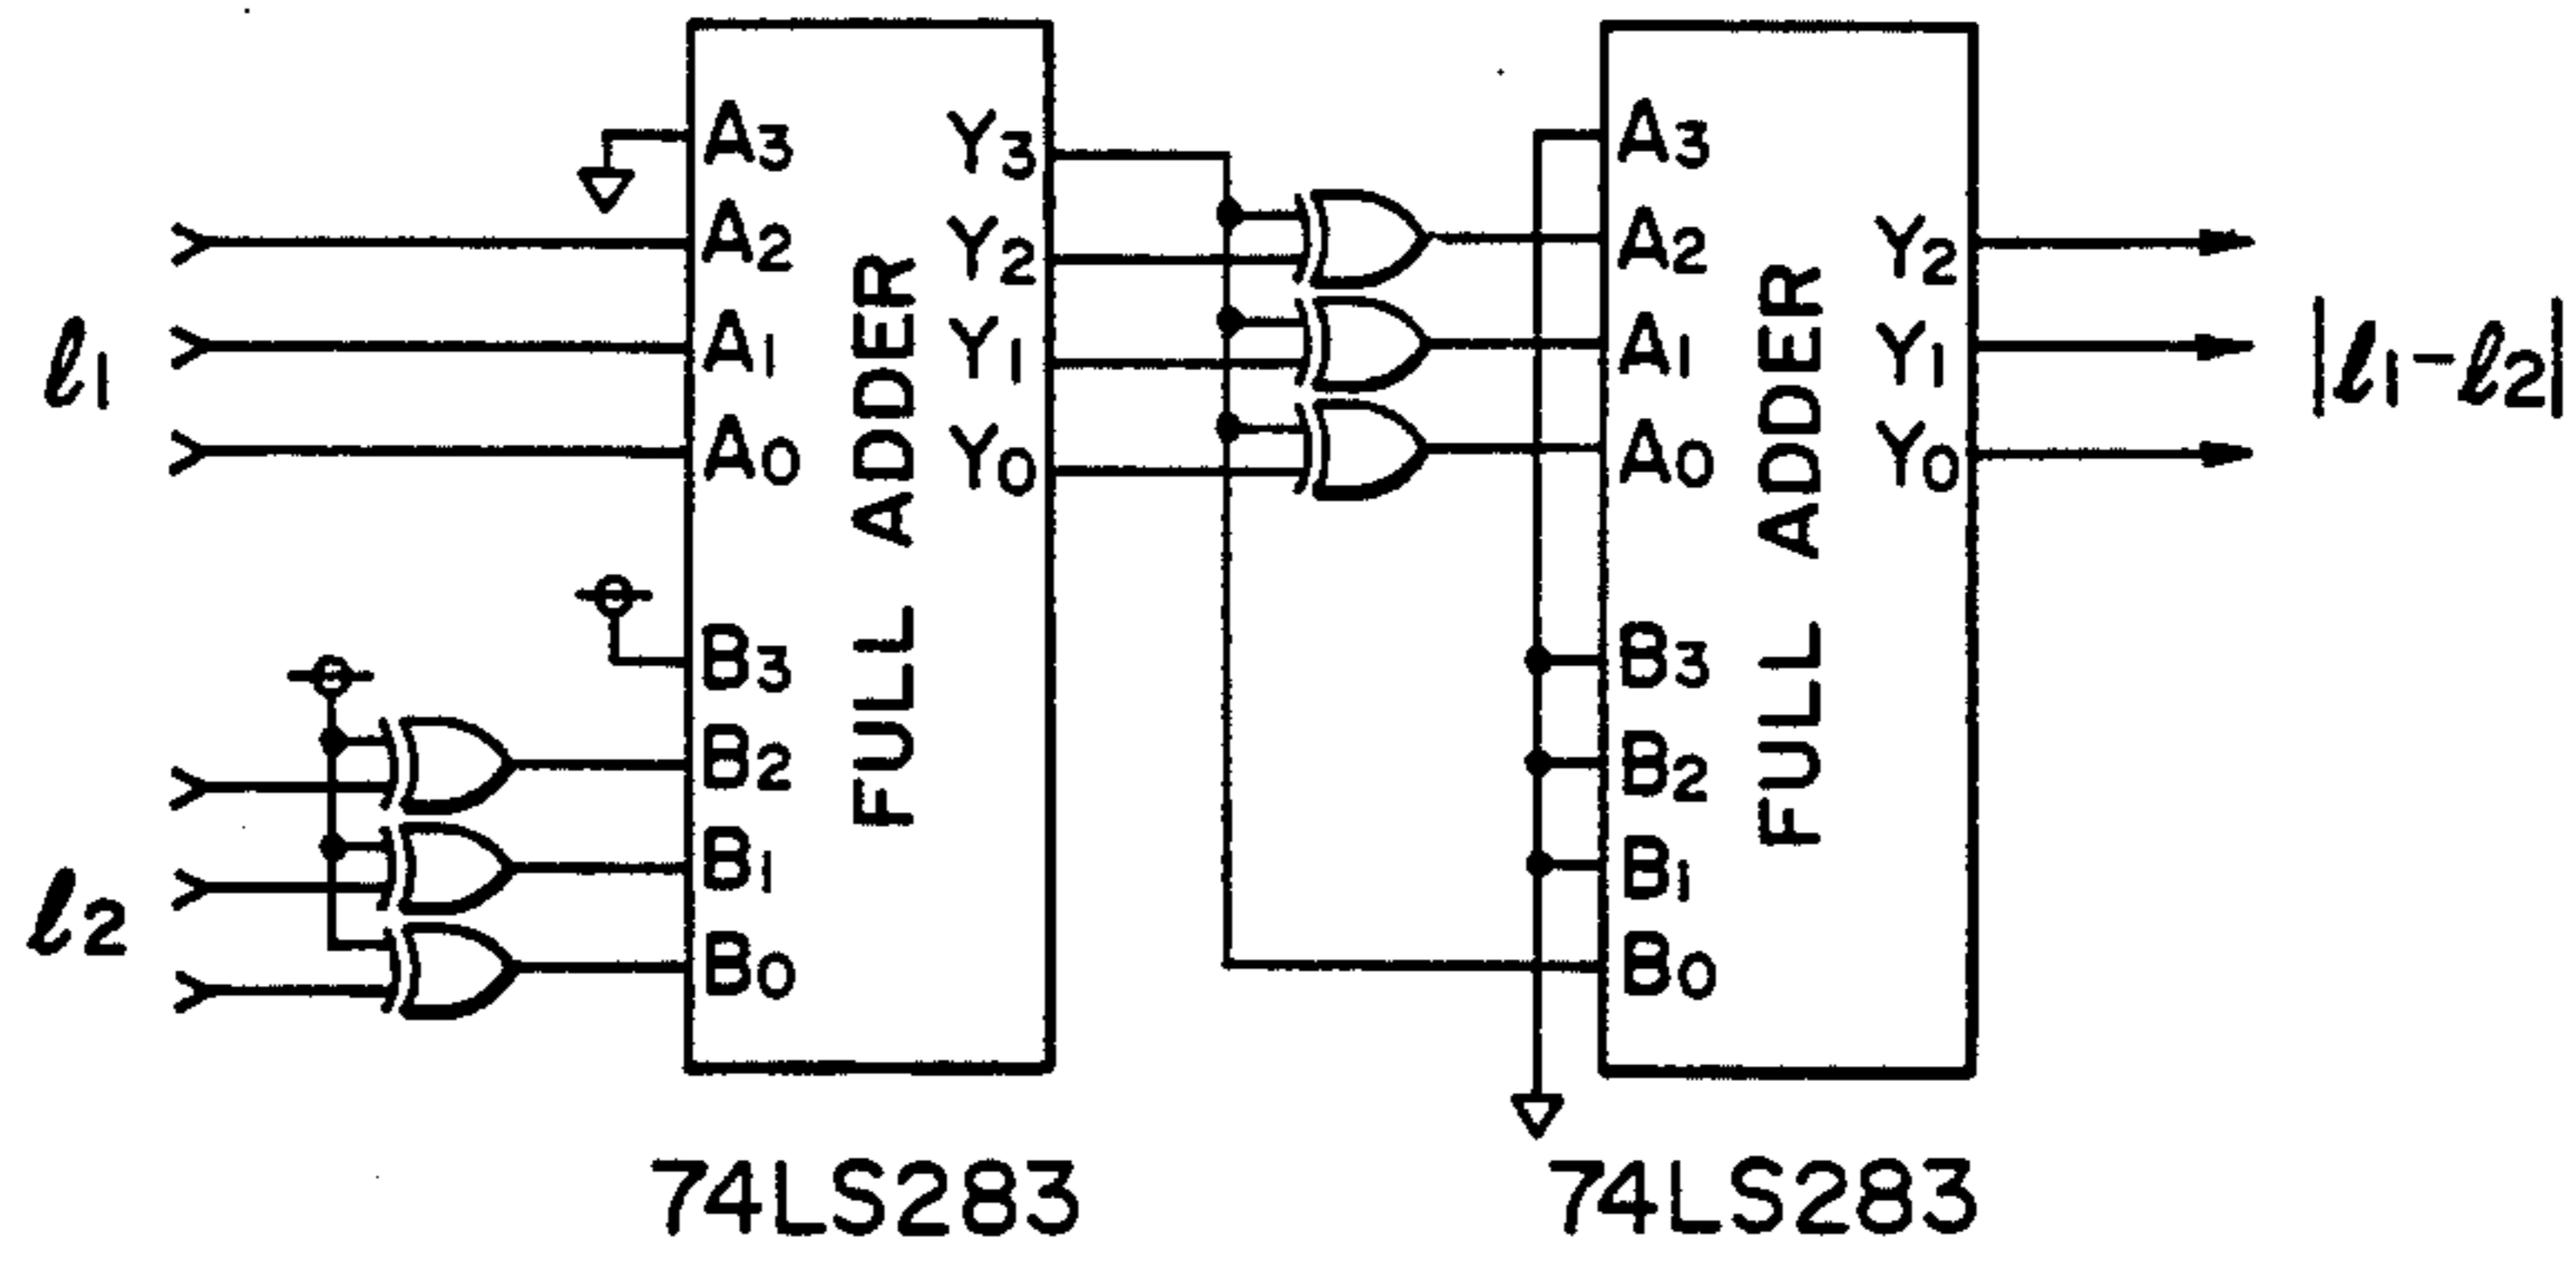 A3
A2
A1
A0
B3
B2
B1
B0
FULL ADDER
Y3
Y2
Y1
Y0
ℓ1
ℓ2
74LS283
A3
A2
A1
A0
B3
B2
B1
B0
FULL ADDER
Y2
Y1
Y0
|ℓ1-ℓ2|
74LS283